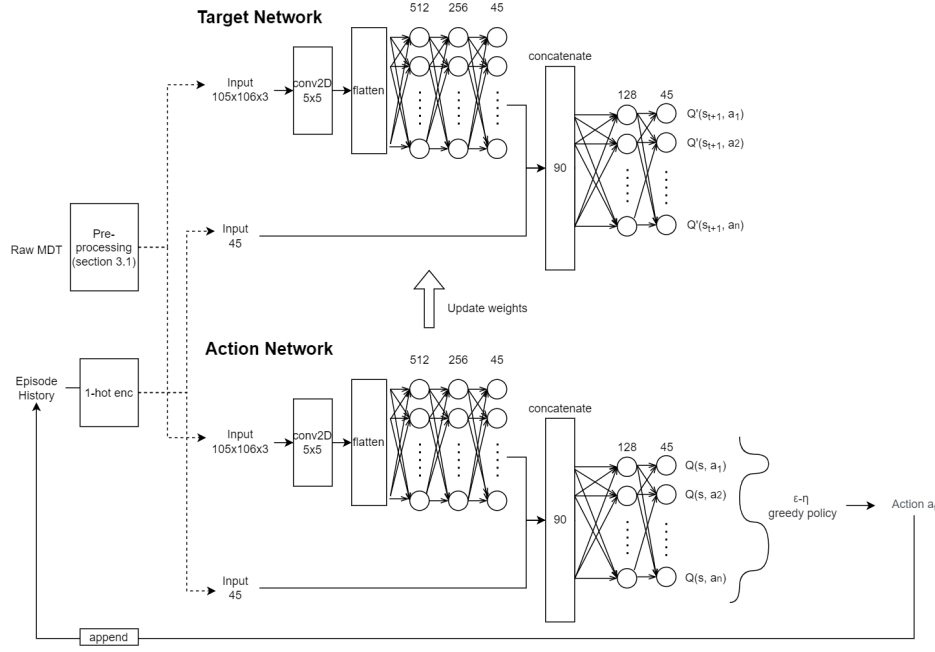 Target Network
512 256 45
Input
105x106x3
conv2D
5x5
flatten
concatenate
128 45
90
Q'(st+1, a1)
Q'(st+1, a2)
Q'(st+1, an)
Raw MDT
Pre-
processing
(section 3.1)
Input
45
Update weights
Action Network
512 256 45
Episode
History
1-hot enc
Input
105x106x3
conv2D
5x5
flatten
concatenate
128 45
90
Q(s, a1)
Q(s, a2)
Q(s, an)
ε-η
greedy policy
Action at
Input
45
append